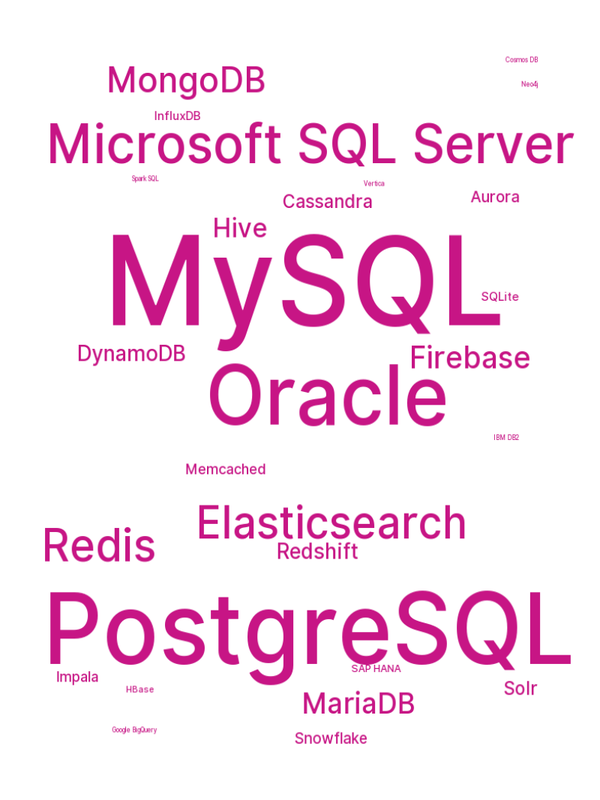 Cosmos DB
MongoDB
Neo4j
InfluxDB
Microsoft SQL Server
Spark SQL
Vertica
Cassandra
Aurora
Hive
MySQL
SQLite
DynamoDB
Firebase
Oracle
IBM DB2
Memcached
Elasticsearch
Redis
Redshift
PostgreSQL
SAP HANA
Impala
HBase
Solr
MariaDB
Google BigQuery
Snowflake